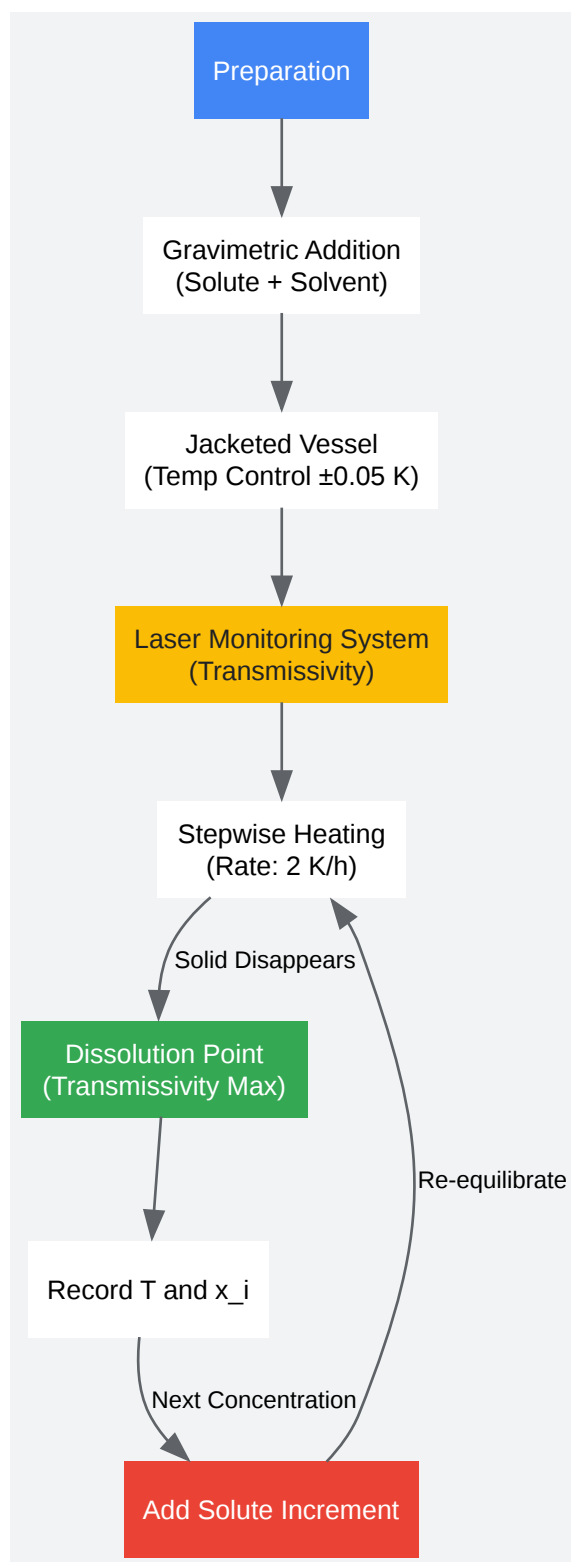 Preparation
Gravimetric Addition
(Solute + Solvent)
Jacketed Vessel
(Temp Control ±0.05 K)
Laser Monitoring System
(Transmissivity)
Stepwise Heating
(Rate: 2 K/h)
Solid Disappears
Dissolution Point
(Transmissivity Max)
Re-equilibrate
Record T and x_i
Next Concentration
Add Solute Increment